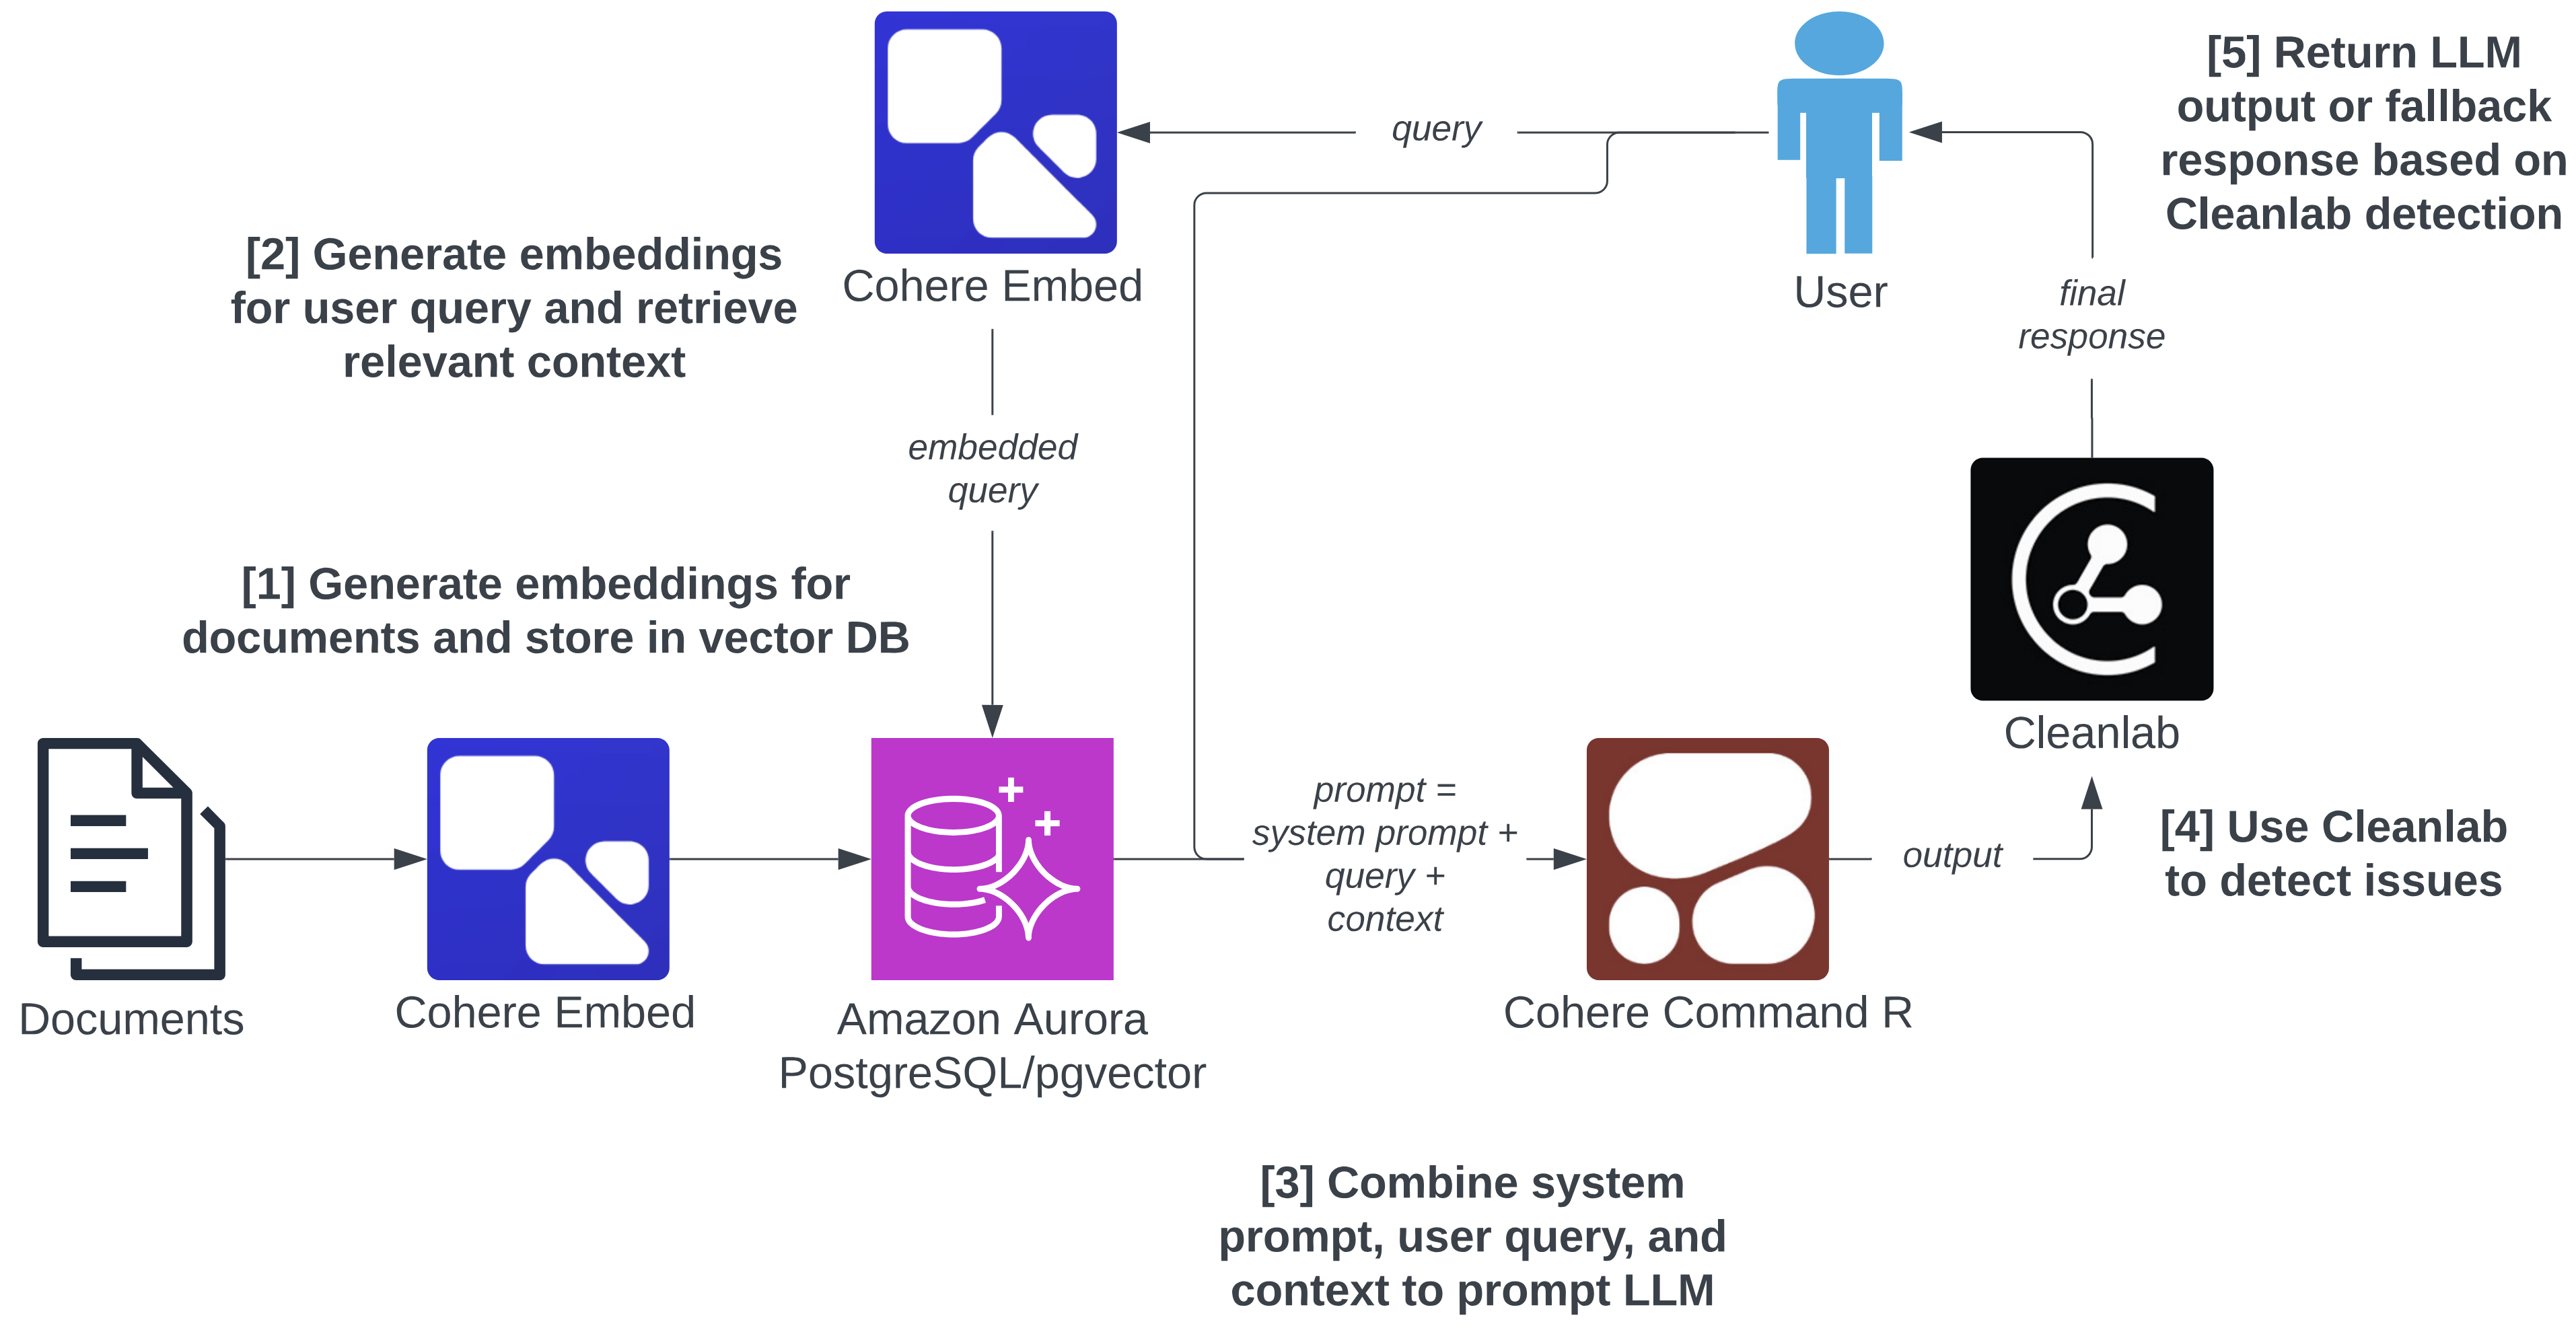 [5] Return LLM
output or fallback
response based on
Cleanlab detection
query
Cohere Embed
User
[2] Generate embeddings
for user query and retrieve
relevant context
final
response
embedded
query
[1] Generate embeddings for
documents and store in vector DB
Cleanlab
prompt =
system prompt +
query +
context
output
[4] Use Cleanlab
to detect issues
Documents
Cohere Embed
Amazon Aurora
PostgreSQL/pgvector
Cohere Command R
[3] Combine system
prompt, user query, and
context to prompt LLM